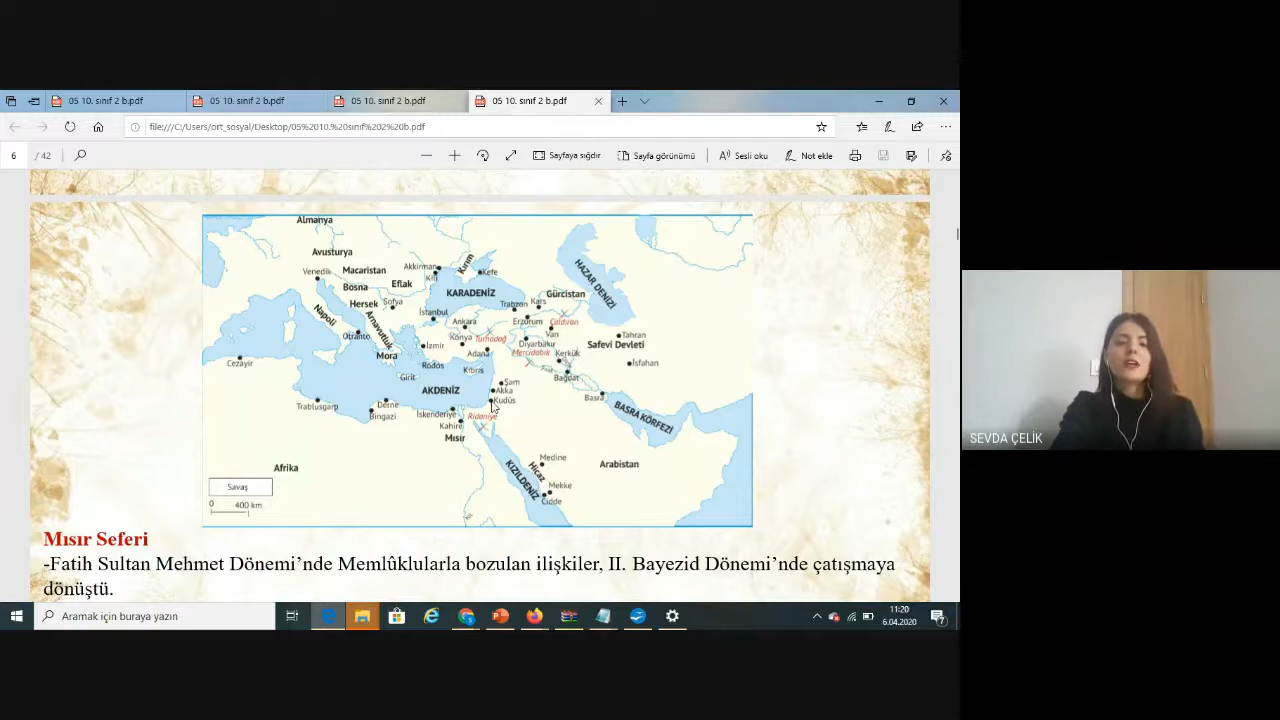 05 10. sınıf 2 b.pdf
05 10. sınıf 2 b.pdf
05 10. sınıf 2 b.pdf
05 10. sınıf 2 b.pdf
file:///C:/Users/ort_sosyal/Desktop/05%2010.%20sınıf%202%20b.pdf
6 / 42
Sayfaya sığdır
Sayfa görünümü
Sesli oku
Not ekle
Almanya
Avusturya
Venedik
Macaristan
Akkirman
Kili
Kırım
Kefe
HAZAR DENİZİ
Bosna
Eflak
KARADENİZ
Gürcistan
Hersek
Sofya
Napoli
Arnavutluk
İstanbul
Trabzon
Kars
Ankara
Erzurum
Çaldıran
Otranto
Konya
Turnadağ
Van
Tahran
İzmir
Diyarbakır
Safevi Devleti
Mora
Adana
Mercidabık
Kerkük
Cezayir
Rodos
Kıbrıs
İsfahan
Girit
Bağdat
AKDENİZ
Şam
Akka
Basra
Kudüs
Trablusgarp
Derne
Bingazi
İskenderiye
Ridaniye
BASRA KÖRFEZİ
Kahire
Mısır
Medine
Arabistan
Afrika
KIZILDENİZ
Hicaz
Mekke
Cidde
Savaş
0 400 km
Nil
Mısır Seferi
-Fatih Sultan Mehmet Dönemi’nde Memlûklularla bozulan ilişkiler, II. Bayezid Dönemi’nde çatışmaya
dönüştü.
SEVDA ÇELİK
Aramak için buraya yazın
11:20
6.04.2020
7